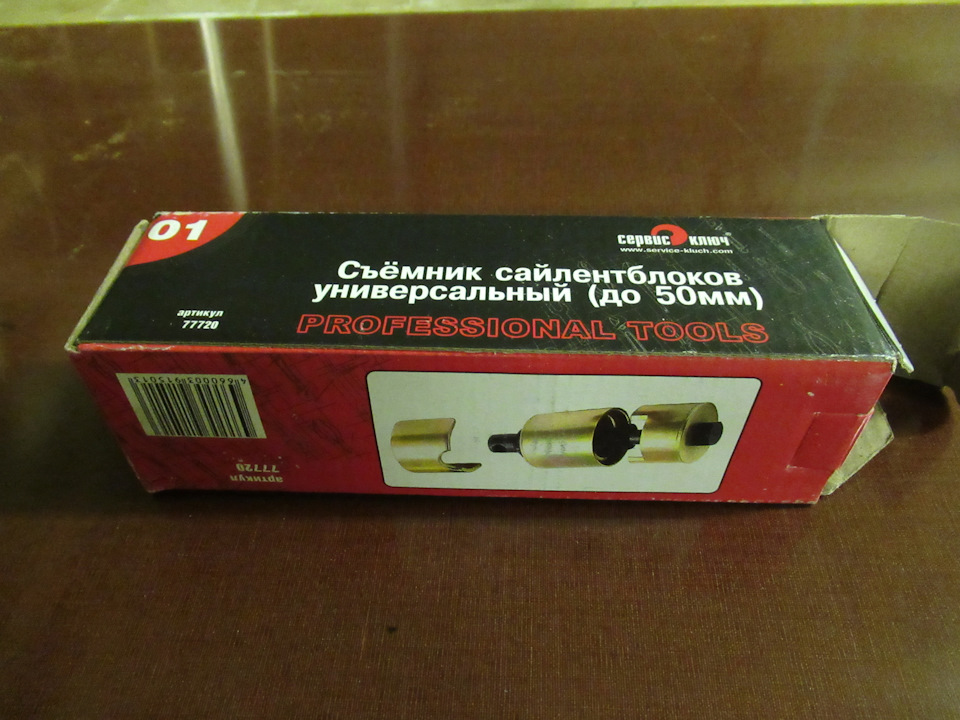 01
сервис ключ
www.service-kluch.com
Съёмник сайлентблоков
универсальный (до 50мм)
PROFESSIONAL TOOLS
артикул
77720
артикул
77720